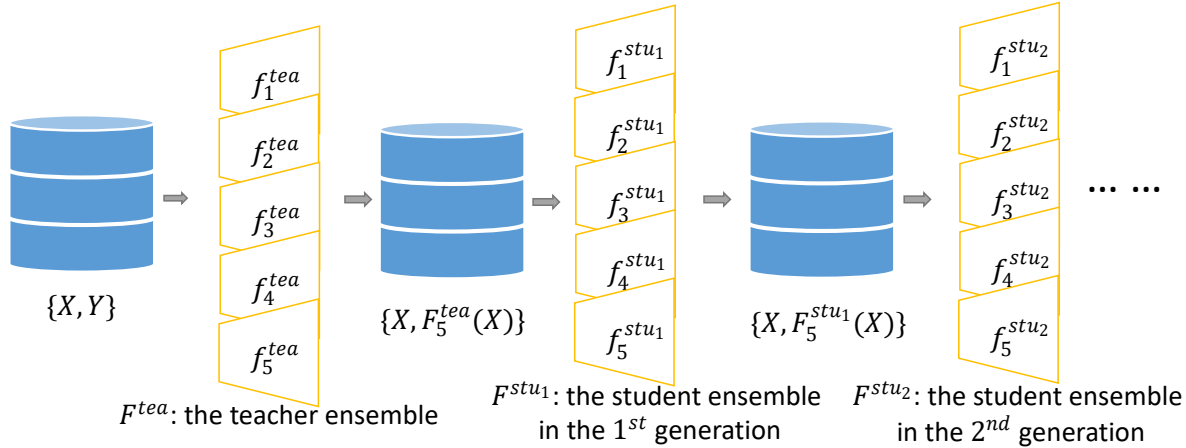 f_1^{tea}
f_2^{tea}
f_3^{tea}
f_4^{tea}
f_5^{tea}
f_1^{stu_1}
f_2^{stu_1}
f_3^{stu_1}
f_4^{stu_1}
f_5^{stu_1}
f_1^{stu_2}
f_2^{stu_2}
f_3^{stu_2}
f_4^{stu_2}
f_5^{stu_2}
... ...
{X, Y}
{X, F_5^{tea}(X)}
{X, F_5^{stu_1}(X)}
F^{tea}: the teacher ensemble
F^{stu_1}: the student ensemble
in the 1^{st} generation
F^{stu_2}: the student ensemble
in the 2^{nd} generation